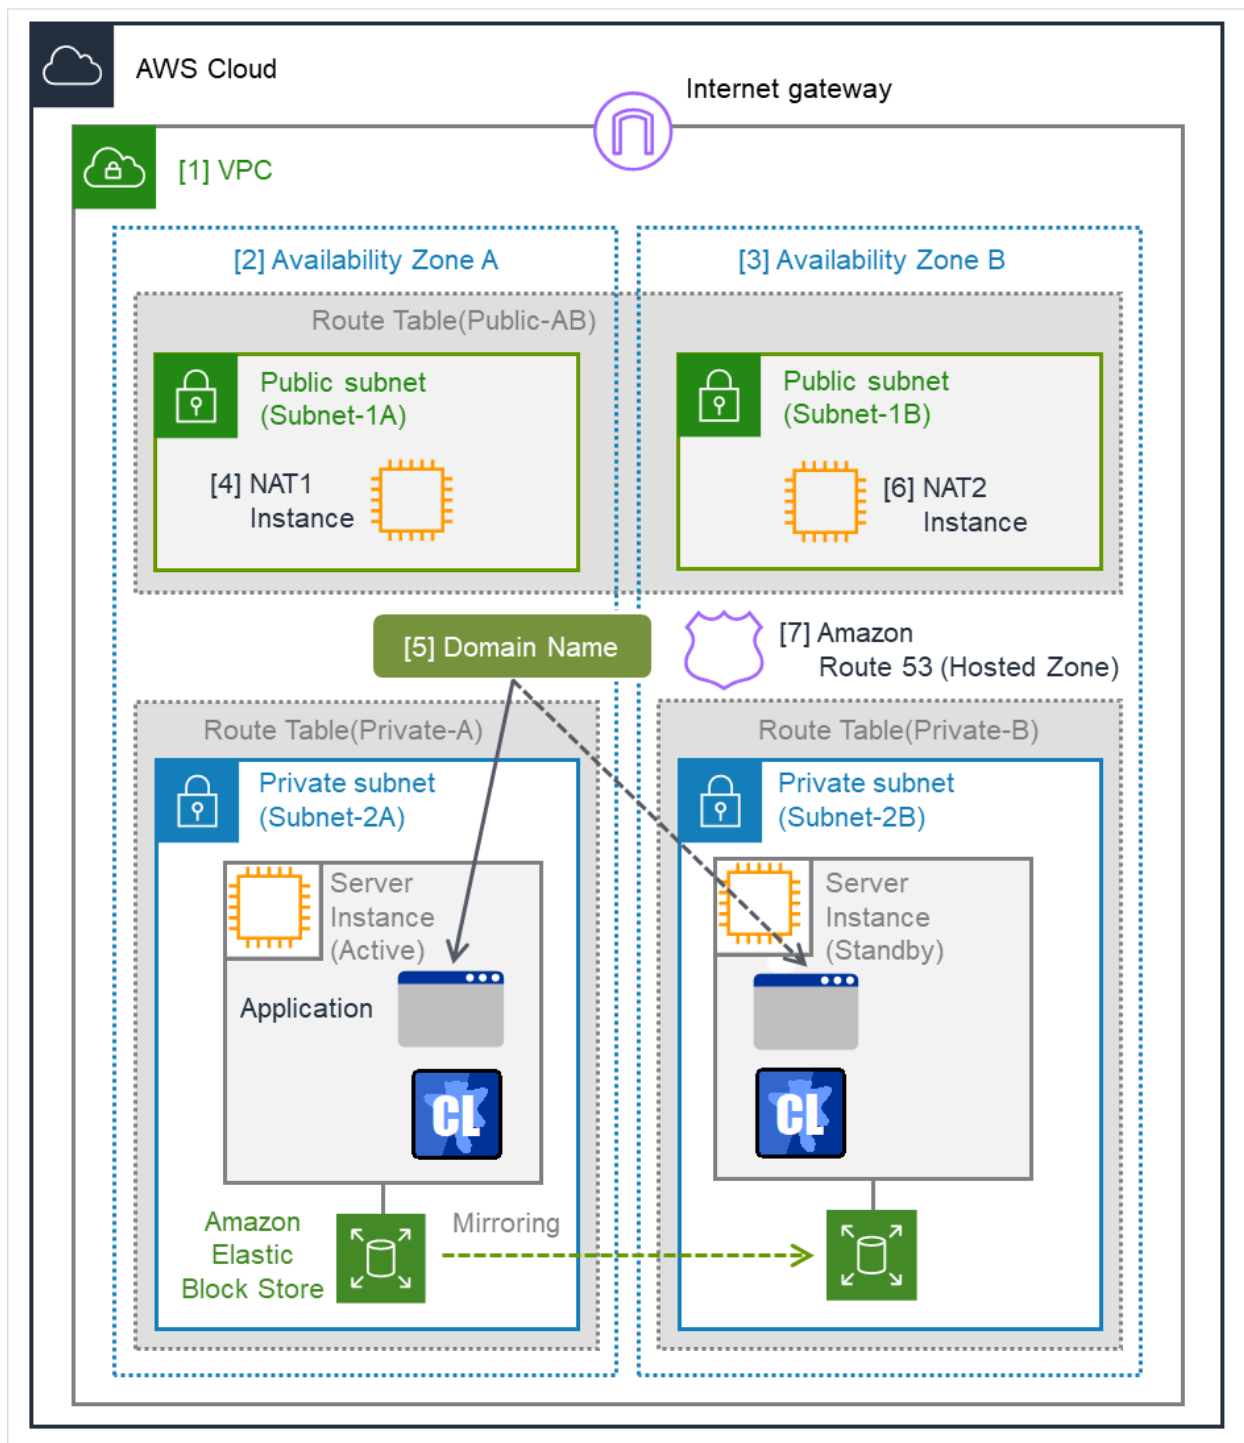 AWS Cloud
Internet gateway
[1] VPC
[2] Availability Zone A
[3] Availability Zone B
Route Table(Public-AB)
Public subnet
(Subnet-1A)
Public subnet
(Subnet-1B)
[4] NAT1
Instance
[6] NAT2
Instance
[5] Domain Name
[7] Amazon
Route 53 (Hosted Zone)
Route Table(Private-A)
Route Table(Private-B)
Private subnet
(Subnet-2A)
Private subnet
(Subnet-2B)
Server
Instance
(Active)
Server
Instance
(Standby)
Application
CL
CL
Amazon
Elastic
Block Store
Mirroring